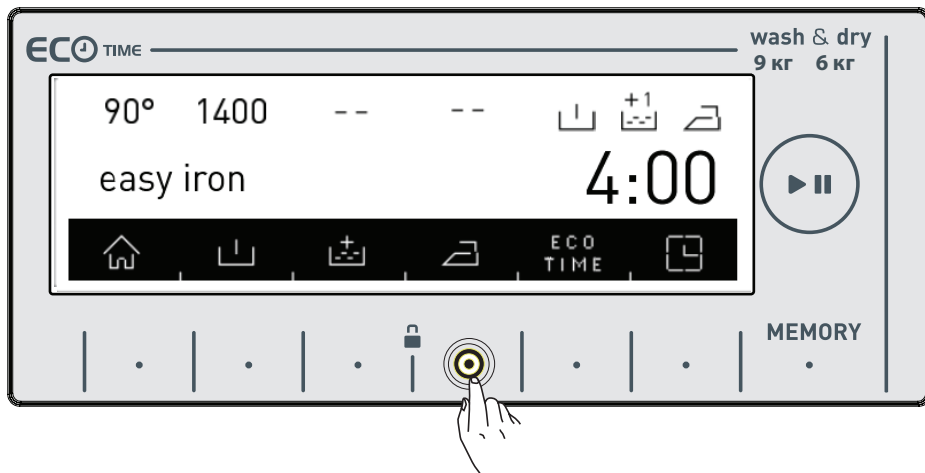 ECO TIME
wash & dry
9 кг 6 кг
90° 1400 -- --
+1
easy iron
4:00
ECO
TIME
MEMORY